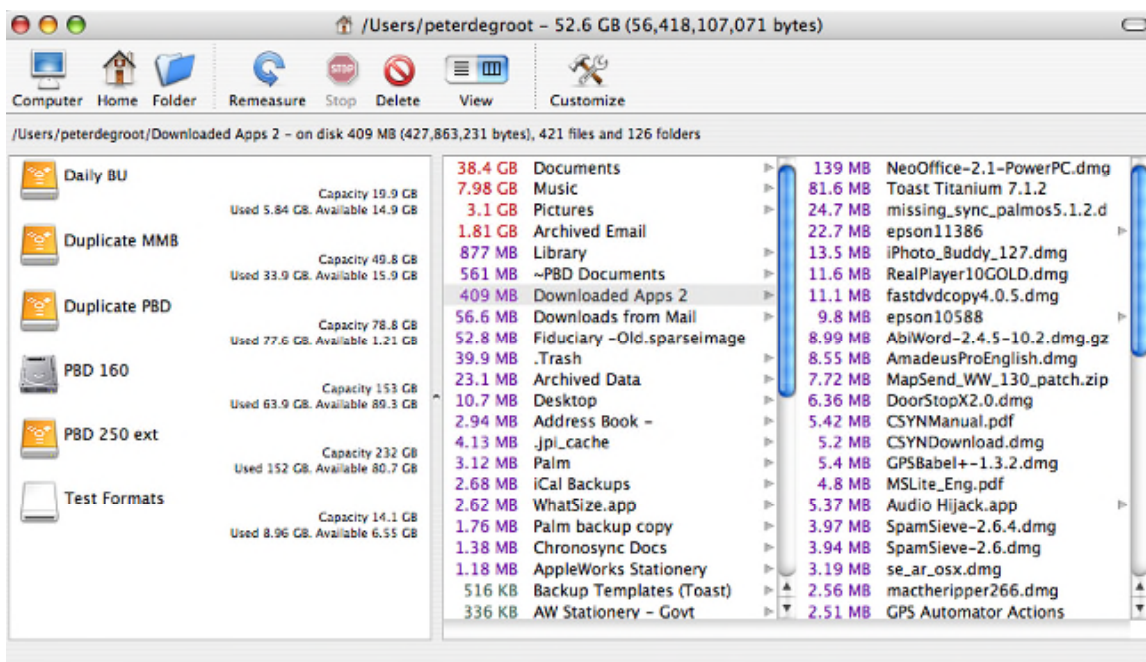 /Users/peterdegroot – 52.6 GB (56,418,107,071 bytes)
STOP
Computer Home Folder Remeasure Stop Delete View Customize
/Users/peterdegroot/Downloaded Apps 2 – on disk 409 MB (427,863,231 bytes), 421 files and 126 folders
Daily BU
Capacity 19.9 GB
Used 5.84 GB. Available 14.9 GB
Duplicate MMB
Capacity 49.8 GB
Used 33.9 GB. Available 15.9 GB
Duplicate PBD
Capacity 78.8 GB
Used 77.6 GB. Available 1.21 GB
PBD 160
Capacity 153 GB
Used 63.9 GB. Available 89.3 GB
PBD 250 ext
Capacity 232 GB
Used 152 GB. Available 80.7 GB
Test Formats
Capacity 14.1 GB
Used 8.96 GB. Available 6.55 GB
38.4 GB Documents
7.98 GB Music
3.1 GB Pictures
1.81 GB Archived Email
877 MB Library
561 MB ~PBD Documents
409 MB Downloaded Apps 2
56.6 MB Downloads from Mail
52.8 MB Fiduciary –Old.sparseimage
39.9 MB .Trash
23.1 MB Archived Data
10.7 MB Desktop
2.94 MB Address Book –
4.13 MB .jpi_cache
3.12 MB Palm
2.68 MB iCal Backups
2.62 MB WhatSize.app
1.76 MB Palm backup copy
1.38 MB Chronosync Docs
1.18 MB AppleWorks Stationery
516 KB Backup Templates (Toast)
336 KB AW Stationery – Govt
139 MB NeoOffice-2.1-PowerPC.dmg
81.6 MB Toast Titanium 7.1.2
24.7 MB missing_sync_palmos5.1.2.d
22.7 MB epson11386
13.5 MB iPhoto_Buddy_127.dmg
11.6 MB RealPlayer10GOLD.dmg
11.1 MB fastdvdcopy4.0.5.dmg
9.8 MB epson10588
8.99 MB AbiWord-2.4.5-10.2.dmg.gz
8.55 MB AmadeusProEnglish.dmg
7.72 MB MapSend_WW_130_patch.zip
6.36 MB DoorStopX2.0.dmg
5.42 MB CSYNManual.pdf
5.2 MB CSYNDownload.dmg
5.4 MB GPSBabel+-1.3.2.dmg
4.8 MB MSLite_Eng.pdf
5.37 MB Audio Hijack.app
3.97 MB SpamSieve-2.6.4.dmg
3.94 MB SpamSieve-2.6.dmg
3.19 MB se_ar_osx.dmg
2.56 MB mactheripper266.dmg
2.51 MB GPS Automator Actions